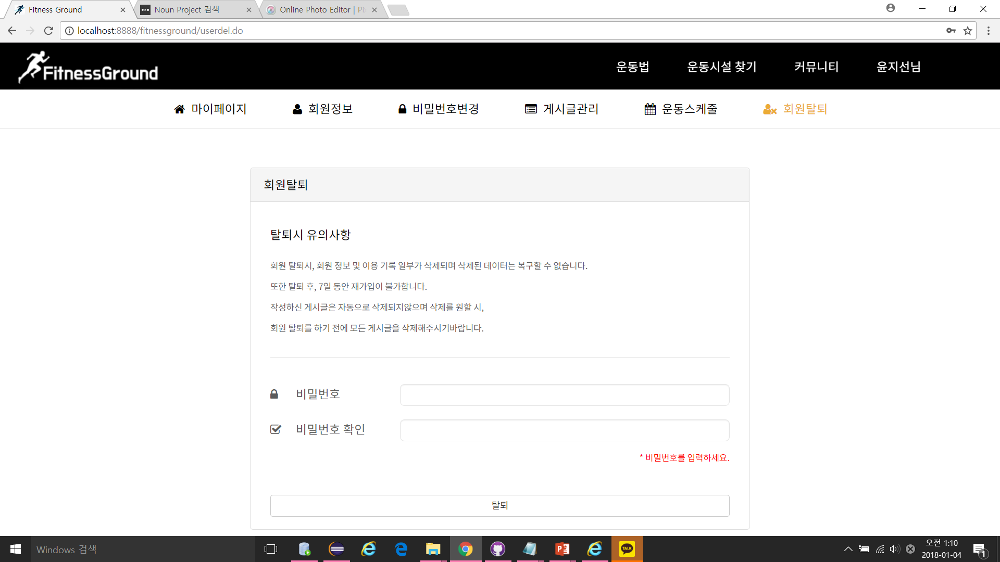 Fitness Ground
Noun Project 검색
Online Photo Editor | Pi
localhost:8888/fitnessground/userdel.do
FitnessGround
운동법
운동시설 찾기
커뮤니티
윤지선님
마이페이지
회원정보
비밀번호변경
게시글관리
운동스케줄
회원탈퇴
회원탈퇴
탈퇴시 유의사항
회원 탈퇴시, 회원 정보 및 이용 기록 일부가 삭제되며 삭제된 데이터는 복구할 수 없습니다.
또한 탈퇴 후, 7일 동안 재가입이 불가합니다.
작성하신 게시글은 자동으로 삭제되지않으며 삭제를 원할 시,
회원 탈퇴를 하기 전에 모든 게시글을 삭제해주시기바랍니다.
비밀번호
비밀번호 확인
* 비밀번호를 입력하세요.
탈퇴
Windows 검색
TALK
오전 1:10
2018-01-04
1